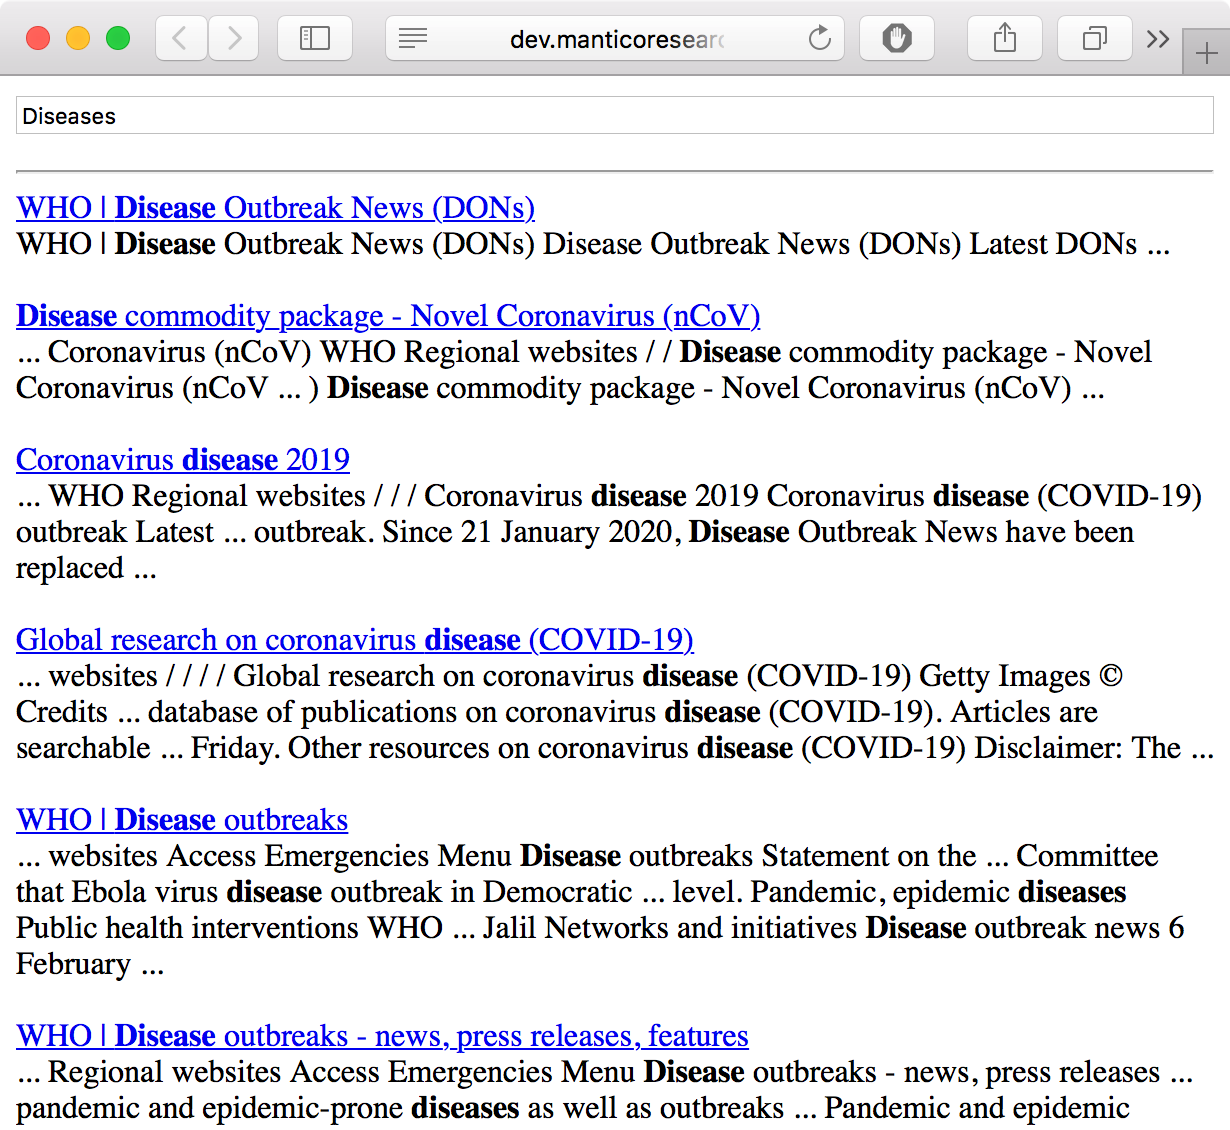 dev.manticoresearc
Diseases
WHO | Disease Outbreak News (DONs)
WHO | Disease Outbreak News (DONs) Disease Outbreak News (DONs) Latest DONs ...
Disease commodity package - Novel Coronavirus (nCoV)
... Coronavirus (nCoV) WHO Regional websites / / Disease commodity package - Novel
Coronavirus (nCoV ... ) Disease commodity package - Novel Coronavirus (nCoV) ...
Coronavirus disease 2019
... WHO Regional websites / / / Coronavirus disease 2019 Coronavirus disease (COVID-19)
outbreak Latest ... outbreak. Since 21 January 2020, Disease Outbreak News have been
replaced ...
Global research on coronavirus disease (COVID-19)
... websites / / / / Global research on coronavirus disease (COVID-19) Getty Images ©
Credits ... database of publications on coronavirus disease (COVID-19). Articles are
searchable ... Friday. Other resources on coronavirus disease (COVID-19) Disclaimer: The ...
WHO | Disease outbreaks
... websites Access Emergencies Menu Disease outbreaks Statement on the ... Committee
that Ebola virus disease outbreak in Democratic ... level. Pandemic, epidemic diseases
Public health interventions WHO ... Jalil Networks and initiatives Disease outbreak news 6
February ...
WHO | Disease outbreaks - news, press releases, features
... Regional websites Access Emergencies Menu Disease outbreaks - news, press releases ...
pandemic and epidemic-prone diseases as well as outbreaks ... Pandemic and epidemic